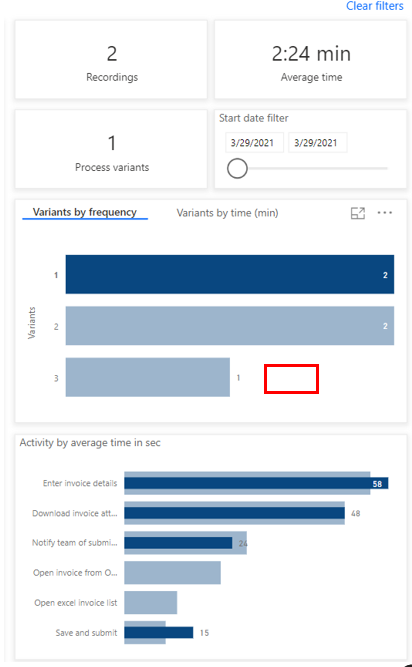 Clear filters
2
Recordings
2:24 min
Average time
1
Process variants
Start date filter
3/29/2021 3/29/2021
Variants by frequency Variants by time (min)
Variants
1 2
2 2
3 1
Activity by average time in sec
Enter invoice details 58
Download invoice att... 48
Notify team of submi... 24
Open invoice from O...
Open excel invoice list
Save and submit 15